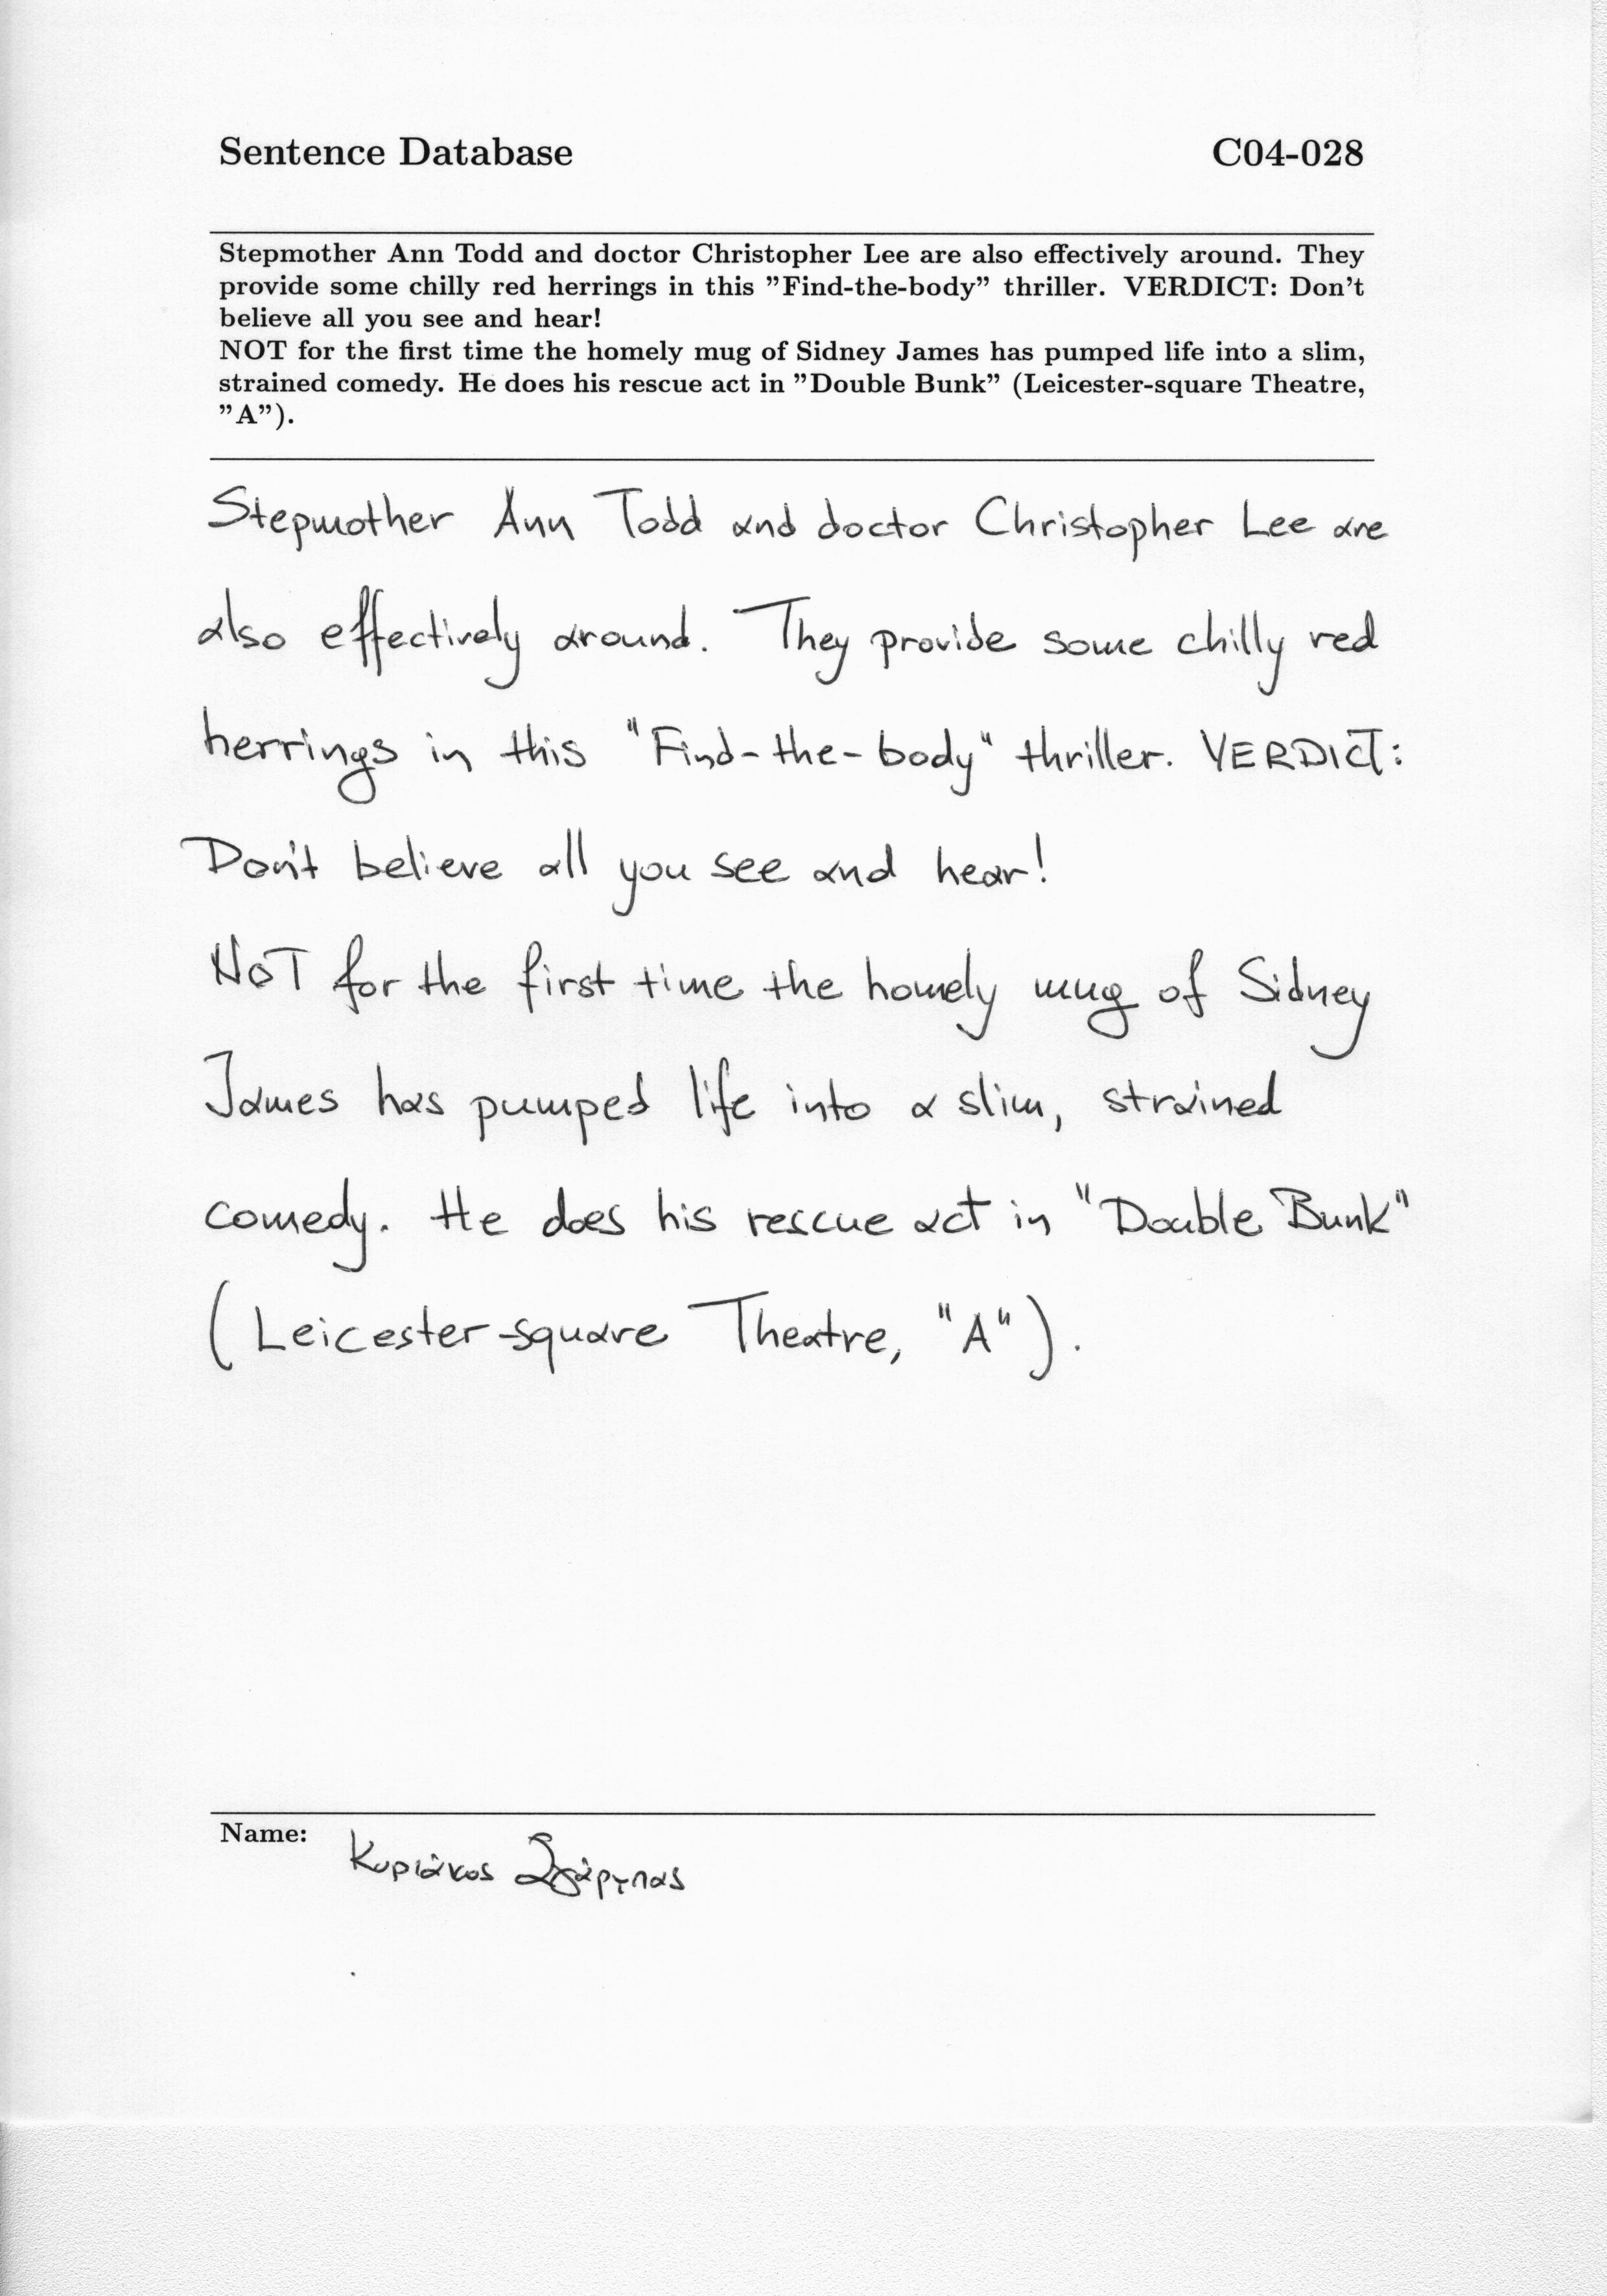 Sentence Database C04-028
Stepmother Ann Todd and doctor Christopher Lee are also effectively around. They
provide some chilly red herrings in this ”Find-the-body” thriller. VERDICT: Don’t
believe all you see and hear!
NOT for the first time the homely mug of Sidney James has pumped life into a slim,
strained comedy. He does his rescue act in ”Double Bunk” (Leicester-square Theatre,
”A”).
Stepmother Ann Todd and doctor Christopher Lee are
also effectively around. They provide some chilly red
herrings in this "Find-the-body" thriller. VERDICT:
Don't believe all you see and hear!
NOT for the first time the homely mug of Sidney
James has pumped life into a slim, strained
comedy. He does his rescue act in "Double Bunk"
(Leicester-square Theatre, "A").
Name: Κυριάκος